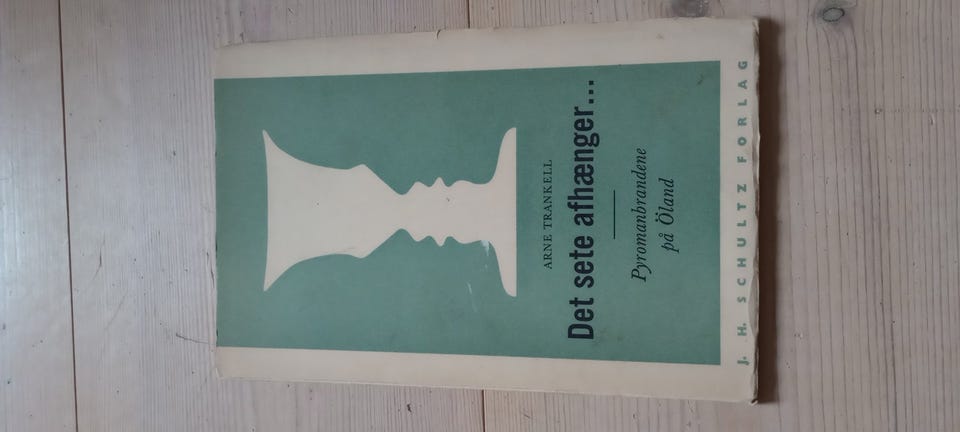 ARNE TRANKELL
Det sete afhænger...
Pyromanbrandene
på Öland
J. H. SCHULTZ FORLAG